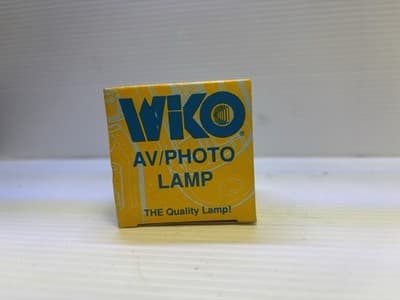 WIKO®
AV/PHOTO
LAMP
THE Quality Lamp!